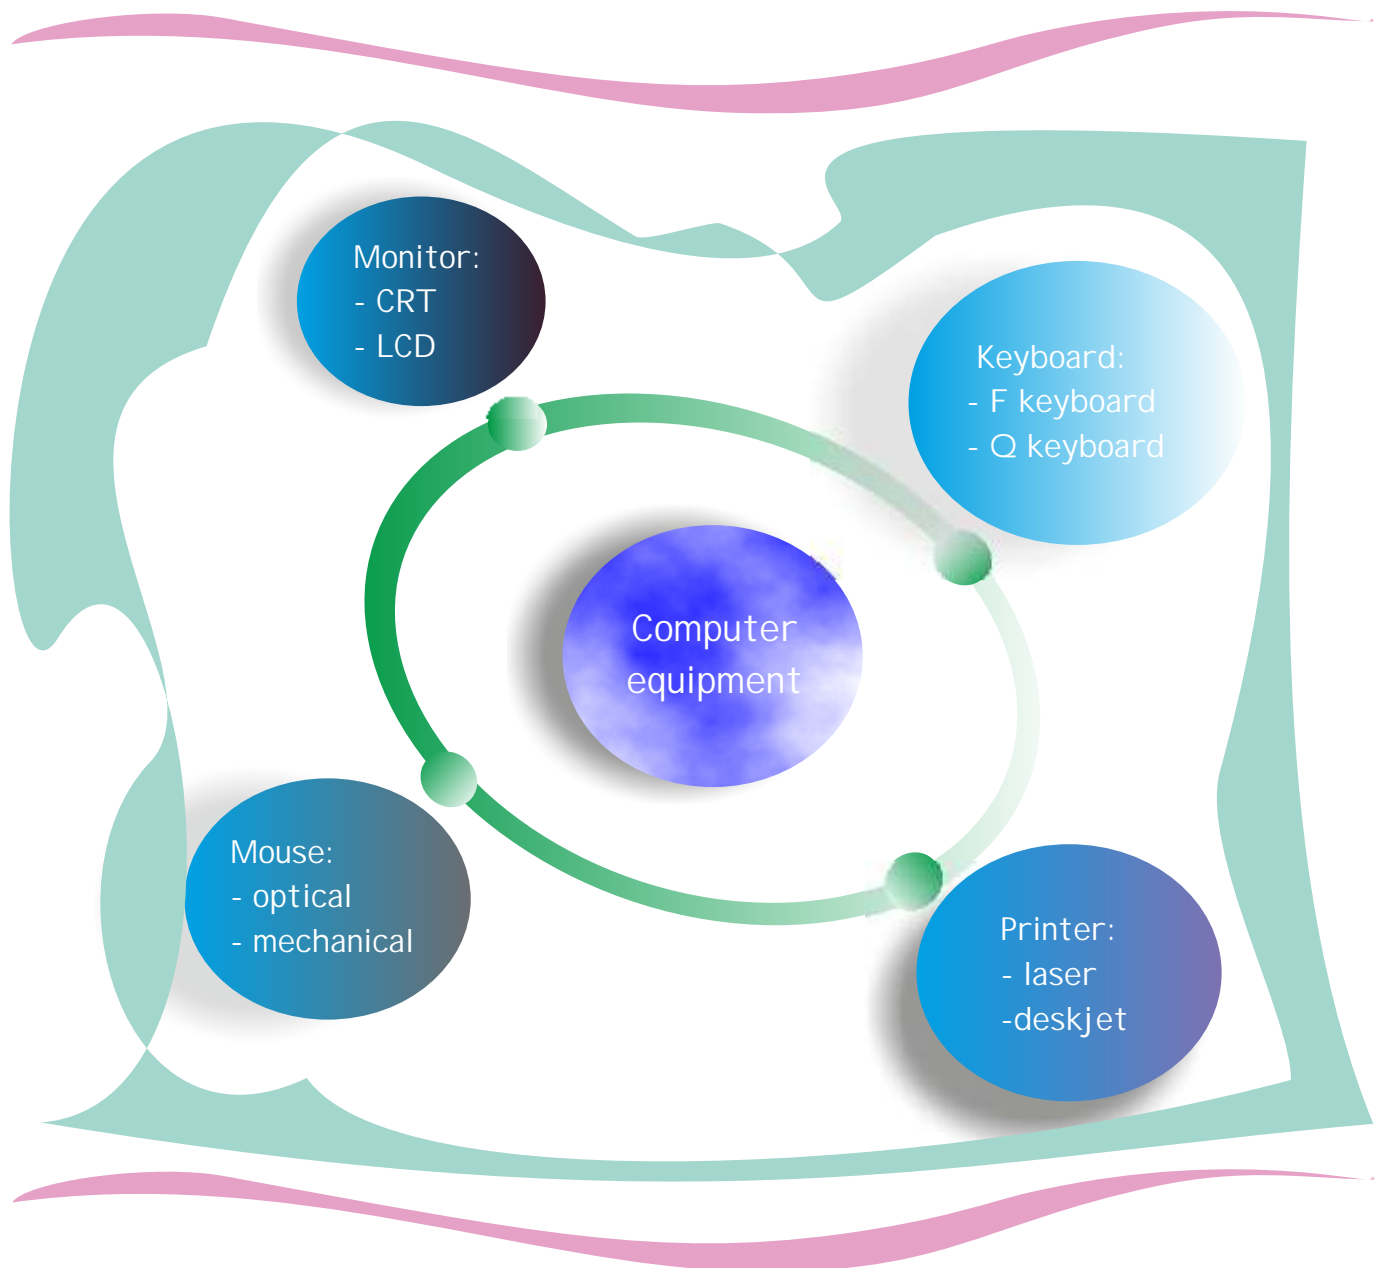 Monitor:
- CRT
- LCD
Keyboard:
- F keyboard
- Q keyboard
Computer
equipment
Mouse:
- optical
- mechanical
Printer:
- laser
-deskjet